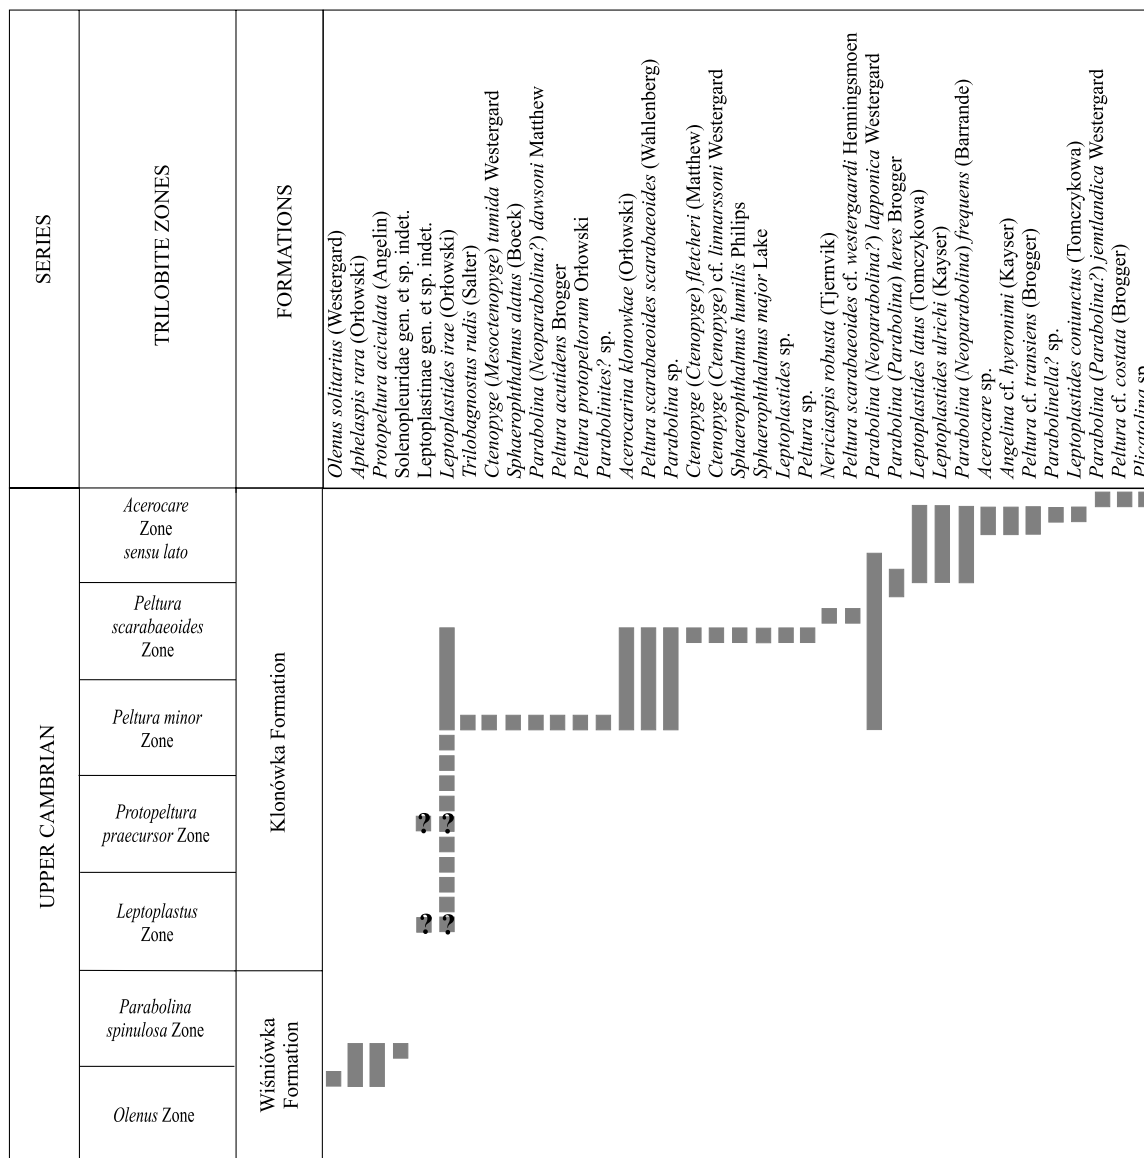 SERIES
TRILOBITE ZONES
FORMATIONS
Olenus solitarius (Westergard)
Aphelaspis rara (Orłowski)
Protopeltura aciculata (Angelin)
Solenopleuridae gen. et sp. indet.
Leptoplastinae gen. et sp. indet.
Leptoplastides irae (Orłowski)
Trilobagnostus rudis (Salter)
Ctenopyge (Mesoctenopyge) tumida Westergard
Sphaerophthalmus alatus (Boeck)
Parabolina (Neoparabolina?) dawsoni Matthew
Peltura acutidens Brogger
Peltura protopeltorum Orłowski
Parabolinites? sp.
Acerocarina klonowkae (Orłowski)
Peltura scarabaeoides scarabaeoides (Wahlenberg)
Parabolina sp.
Ctenopyge (Ctenopyge) fletcheri (Matthew)
Ctenopyge (Ctenopyge) cf. linnarssoni Westergard
Sphaerophthalmus humilis Philips
Sphaerophthalmus major Lake
Leptoplastides sp.
Peltura sp.
Nericiaspis robusta (Tjernvik)
Peltura scarabaeoides cf. westergardi Henningsmoen
Parabolina (Neoparabolina?) lapponica Westergard
Parabolina (Parabolina) heres Brogger
Leptoplastides latus (Tomczykowa)
Leptoplastides ulrichi (Kayser)
Parabolina (Neoparabolina) frequens (Barrande)
Acerocare sp.
Angelina cf. hyeronimi (Kayser)
Peltura cf. transiens (Brogger)
Parabolinella? sp.
Leptoplastides coniunctus (Tomczykowa)
Parabolina (Parabolina?) jemtlandica Westergard
Peltura cf. costata (Brogger)
UPPER CAMBRIAN
Acerocare
Zone
sensu lato
Peltura
scarabaeoides
Zone
Peltura minor
Zone
Protopeltura
praecursor Zone
Leptoplastus
Zone
Parabolina
spinulosa Zone
Olenus Zone
Klonówka Formation
Wiśniówka
Formation
? ?
? ?